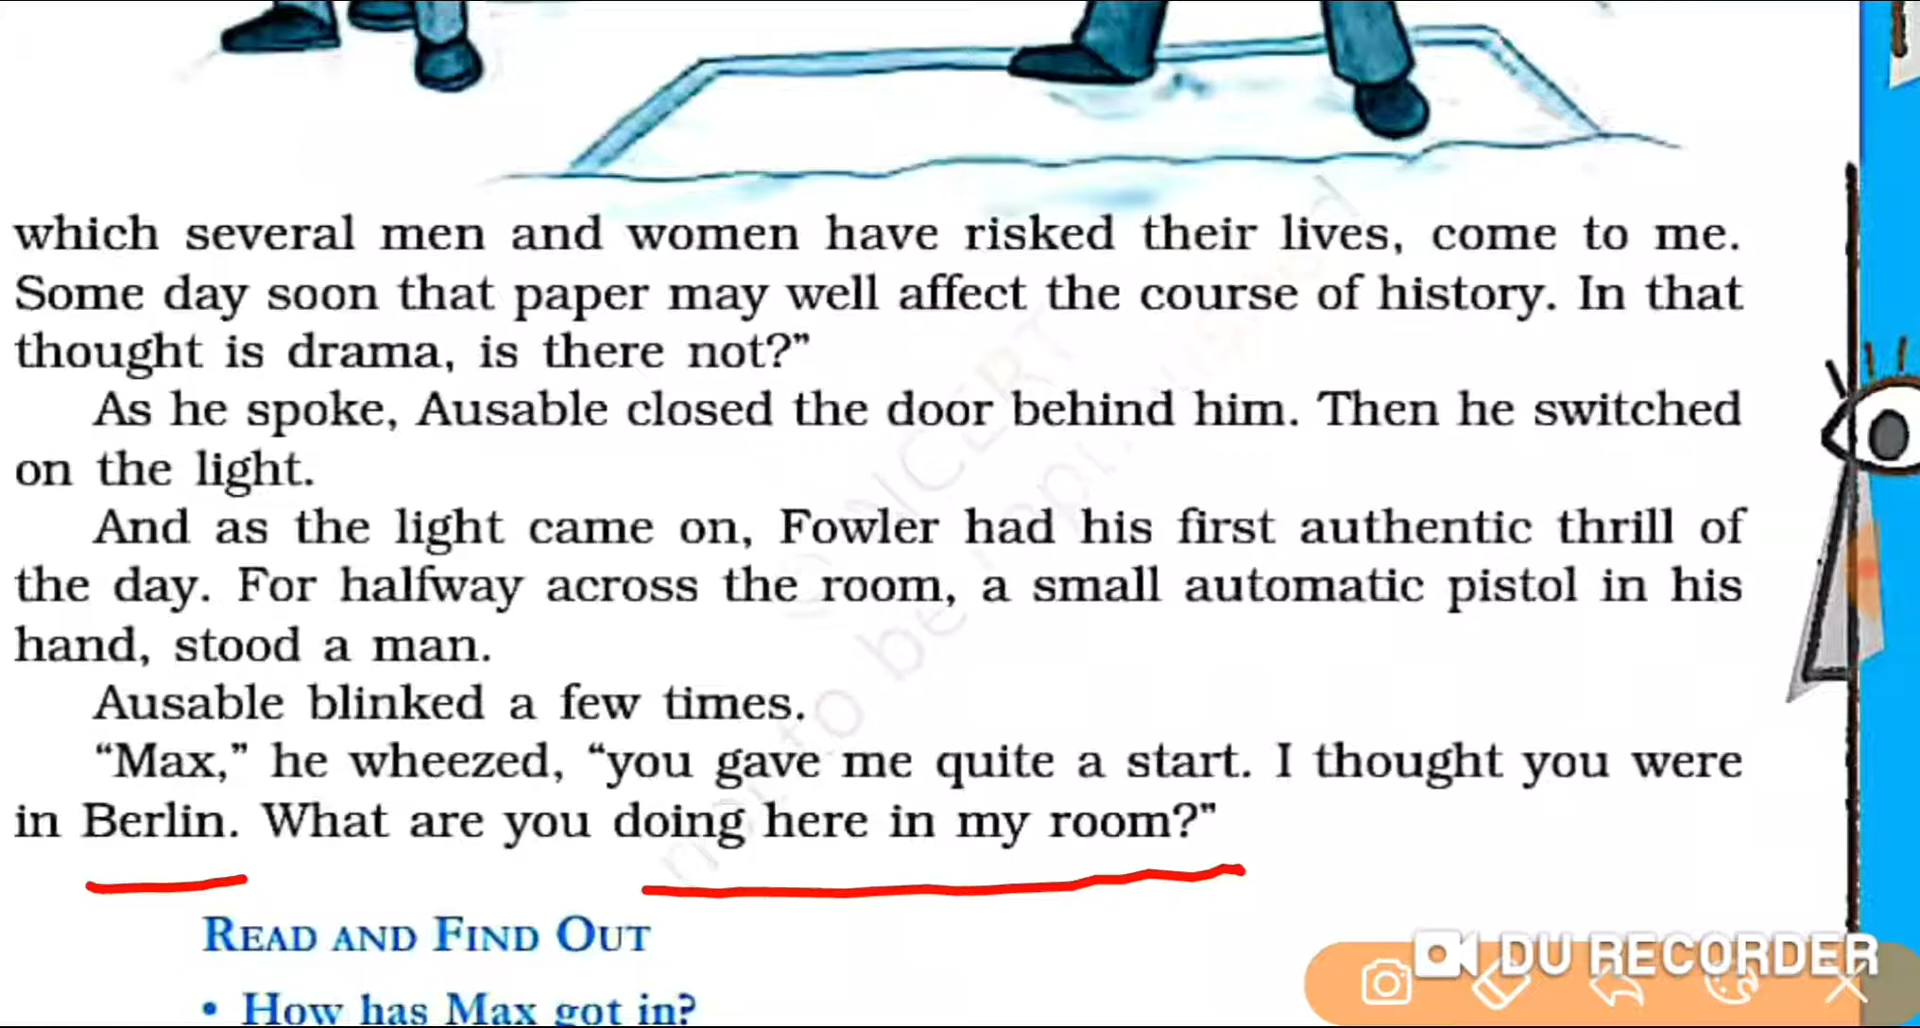 which several men and women have risked their lives, come to me.
Some day soon that paper may well affect the course of history. In that
thought is drama, is there not?”
As he spoke, Ausable closed the door behind him. Then he switched
on the light.
And as the light came on, Fowler had his first authentic thrill of
the day. For halfway across the room, a small automatic pistol in his
hand, stood a man.
Ausable blinked a few times.
“Max,” he wheezed, “you gave me quite a start. I thought you were
in Berlin. What are you doing here in my room?”
READ AND FIND OUT
• How has Max got in?
DU RECORDER